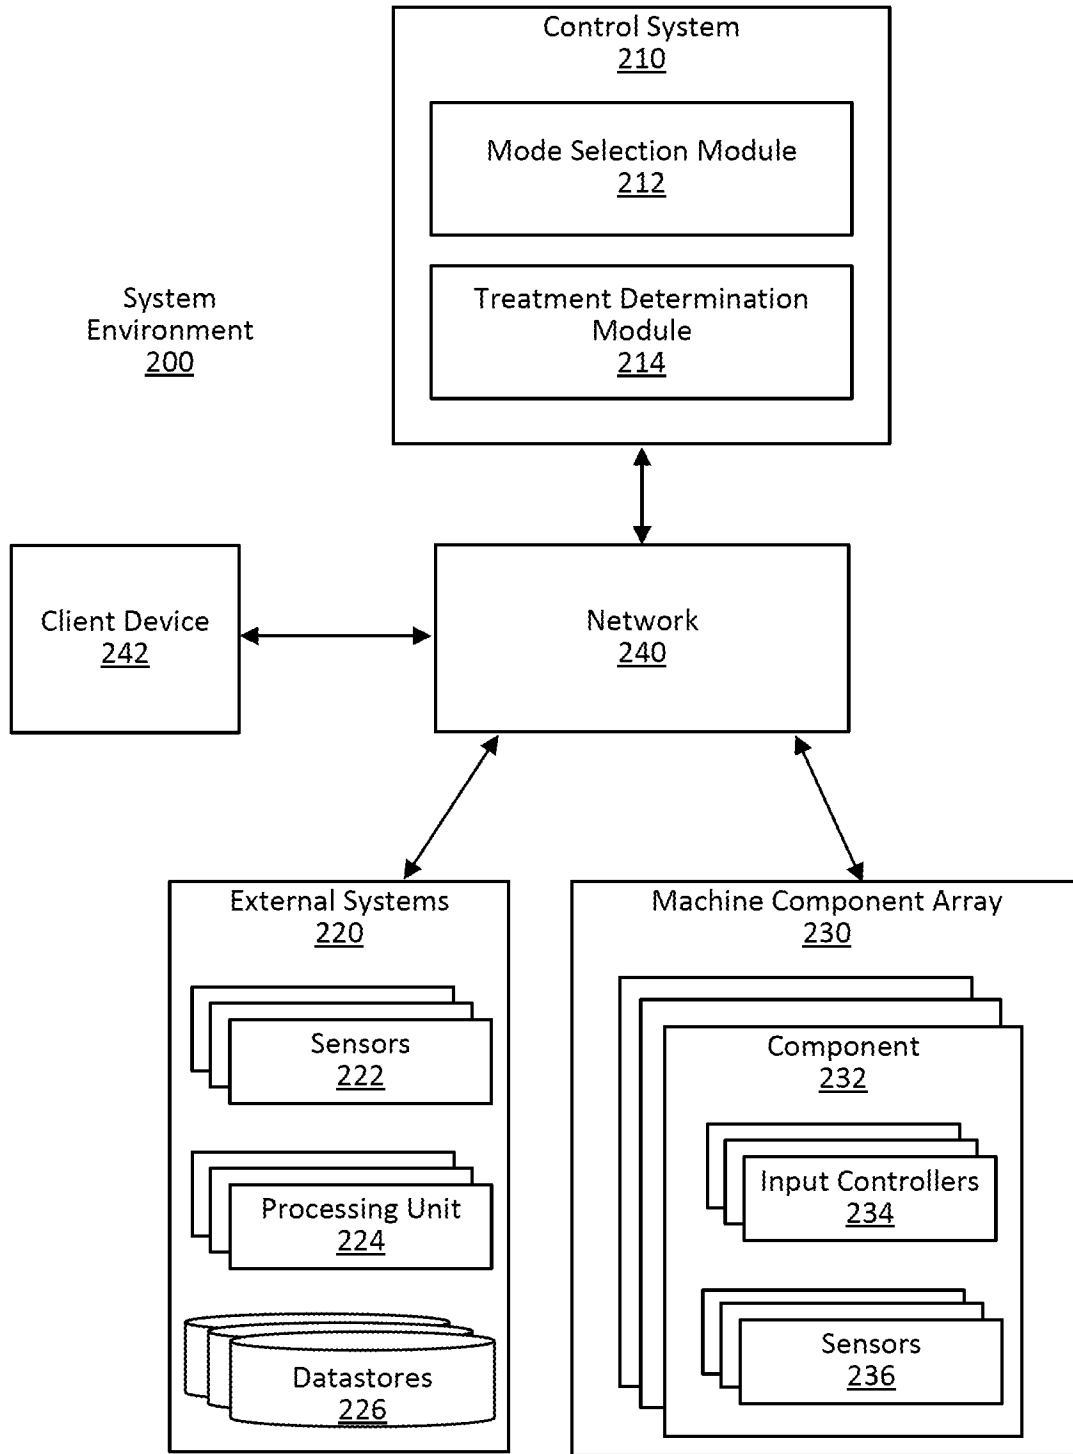 Control System
210
Mode Selection Module
212
Treatment Determination
Module
214
System
Environment
200
Client Device
242
Network
240
External Systems
220
Sensors
222
Processing Unit
224
Datastores
226
Machine Component Array
230
Component
232
Input Controllers
234
Sensors
236